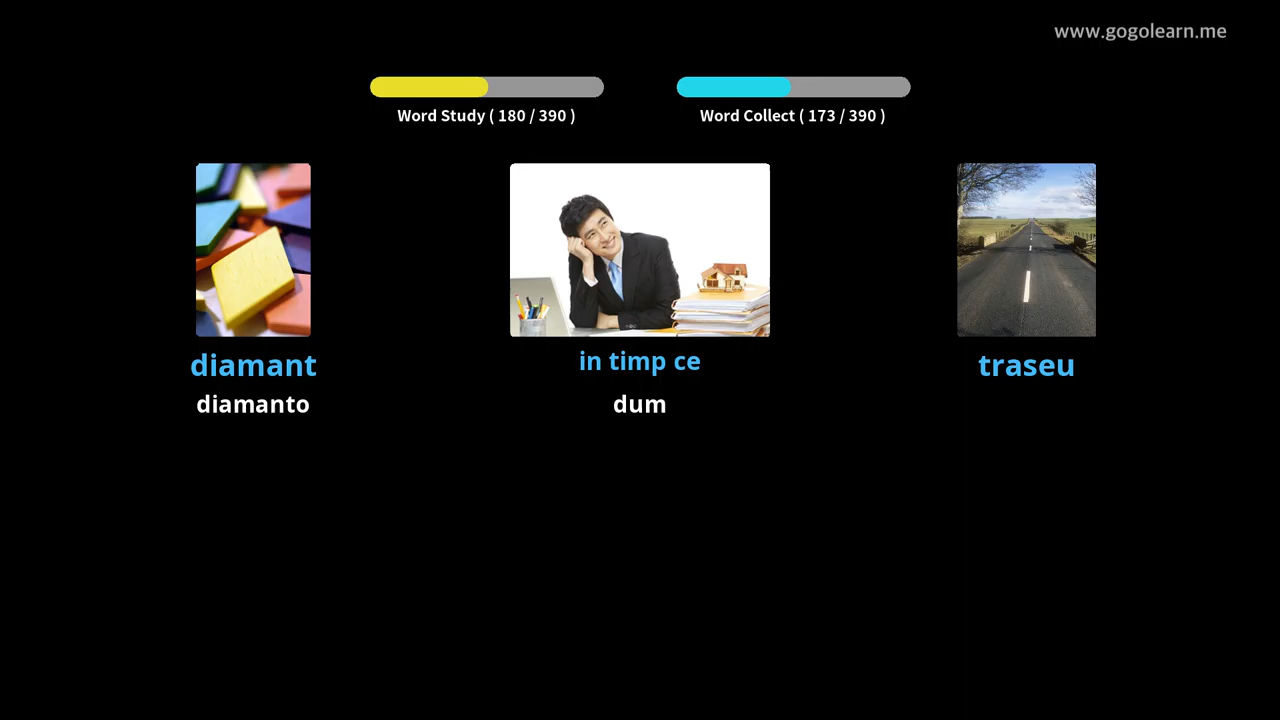 www.gogolearn.me
Word Study ( 180 / 390 )
Word Collect ( 173 / 390 )
diamant
diamanto
in timp ce
dum
traseu